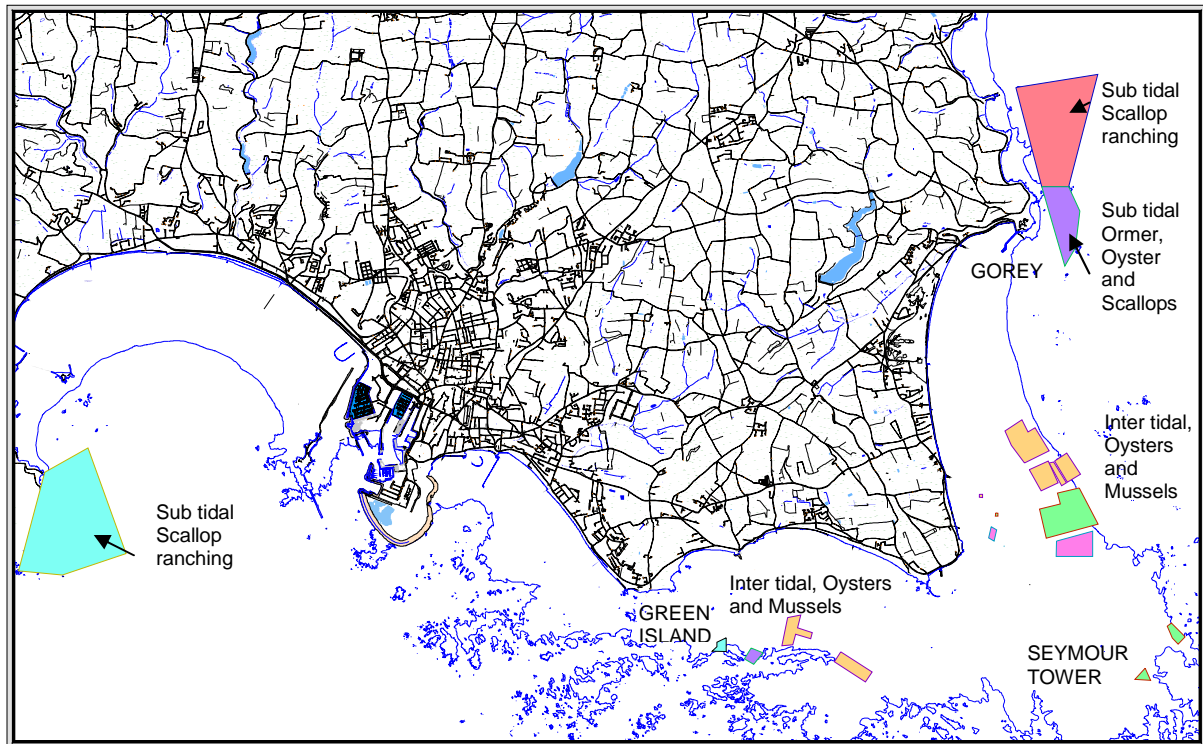 Sub tidal
Scallop
ranching
Sub tidal
Ormer,
Oyster
and
Scallops
GOREY
Inter tidal,
Oysters
and
Mussels
Sub tidal
Scallop
ranching
Inter tidal, Oysters
and Mussels
GREEN
ISLAND
SEYMOUR
TOWER